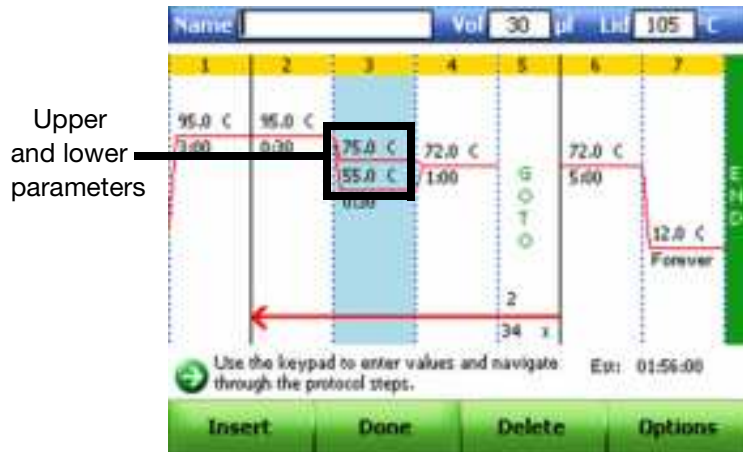 Name Vol 30 µl Lid 105 °C
1 2 3 4 5 6 7
Upper
and lower
parameters
95.0 C 95.0 C 75.0 C 72.0 C 72.0 C
3:00 0:30 55.0 C 1:00 5:00
0:30
GOTO
END
12.0 C
Forever
2
34 x
Use the keypad to enter values and navigate
through the protocol steps.
Est: 01:56:00
Insert Done Delete Options